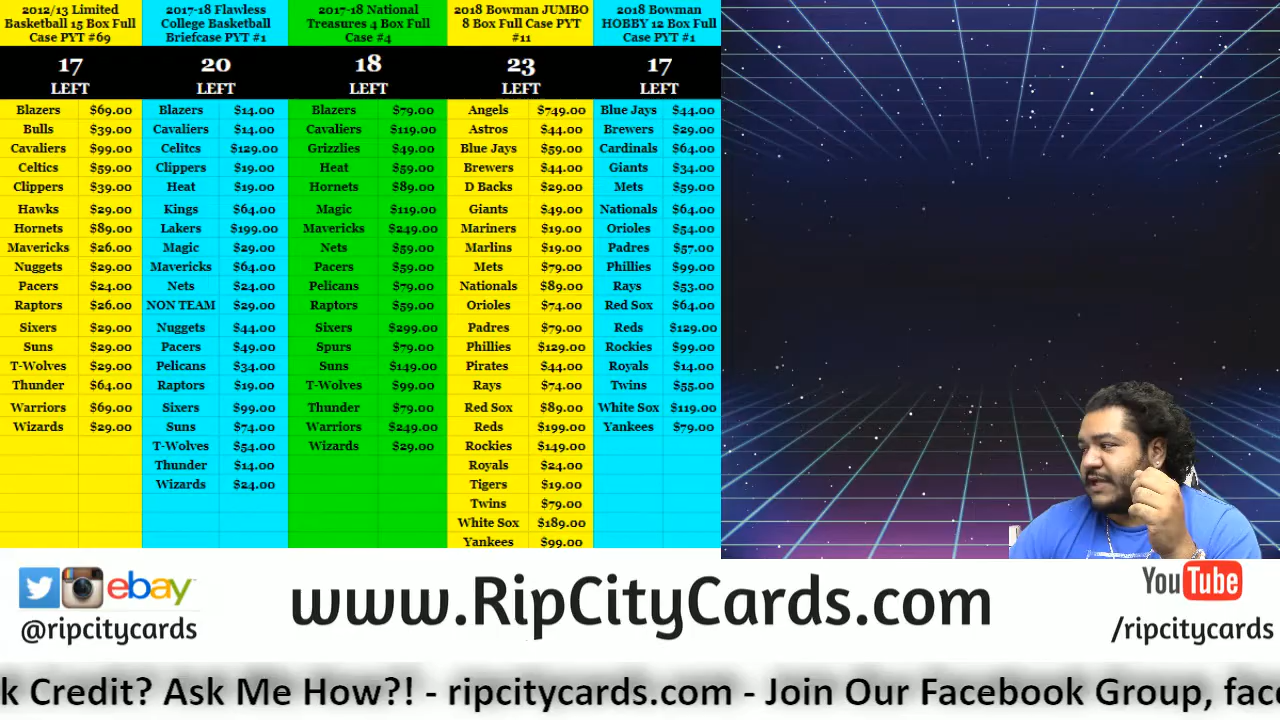 2012/13 Limited
Basketball 15 Box Full
Case PYT #69
17
LEFT
Blazers $69.00
Bulls $39.00
Cavaliers $99.00
Celtics $59.00
Clippers $39.00
Hawks $29.00
Hornets $89.00
Mavericks $26.00
Nuggets $29.00
Pacers $24.00
Raptors $26.00
Sixers $29.00
Suns $29.00
T-Wolves $29.00
Thunder $64.00
Warriors $69.00
Wizards $29.00
2017-18 Flawless
College Basketball
Briefcase PYT #1
20
LEFT
Blazers $14.00
Cavaliers $14.00
Celitcs $129.00
Clippers $19.00
Heat $19.00
Kings $64.00
Lakers $199.00
Magic $29.00
Mavericks $64.00
Nets $24.00
NON TEAM $29.00
Nuggets $44.00
Pacers $49.00
Pelicans $34.00
Raptors $19.00
Sixers $99.00
Suns $74.00
T-Wolves $54.00
Thunder $14.00
Wizards $24.00
2017-18 National
Treasures 4 Box Full
Case #4
18
LEFT
Blazers $79.00
Cavaliers $119.00
Grizzlies $49.00
Heat $59.00
Hornets $89.00
Magic $119.00
Mavericks $249.00
Nets $59.00
Pacers $59.00
Pelicans $79.00
Raptors $59.00
Sixers $299.00
Spurs $79.00
Suns $149.00
T-Wolves $99.00
Thunder $79.00
Warriors $249.00
Wizards $29.00
2018 Bowman JUMBO
8 Box Full Case PYT
#11
23
LEFT
Angels $749.00
Astros $44.00
Blue Jays $59.00
Brewers $44.00
D Backs $29.00
Giants $49.00
Mariners $19.00
Marlins $19.00
Mets $79.00
Nationals $89.00
Orioles $74.00
Padres $79.00
Phillies $129.00
Pirates $44.00
Rays $74.00
Red Sox $89.00
Reds $199.00
Rockies $149.00
Royals $24.00
Tigers $19.00
Twins $79.00
White Sox $189.00
Yankees $99.00
2018 Bowman
HOBBY 12 Box Full
Case PYT #1
17
LEFT
Blue Jays $44.00
Brewers $29.00
Cardinals $64.00
Giants $34.00
Mets $59.00
Nationals $64.00
Orioles $54.00
Padres $57.00
Phillies $99.00
Rays $53.00
Red Sox $64.00
Reds $129.00
Rockies $99.00
Royals $14.00
Twins $55.00
White Sox $119.00
Yankees $79.00
ebay
@ripcitycards
www.RipCityCards.com
YouTube
/ripcitycards
k Credit? Ask Me How?! - ripcitycards.com - Join Our Facebook Group, face